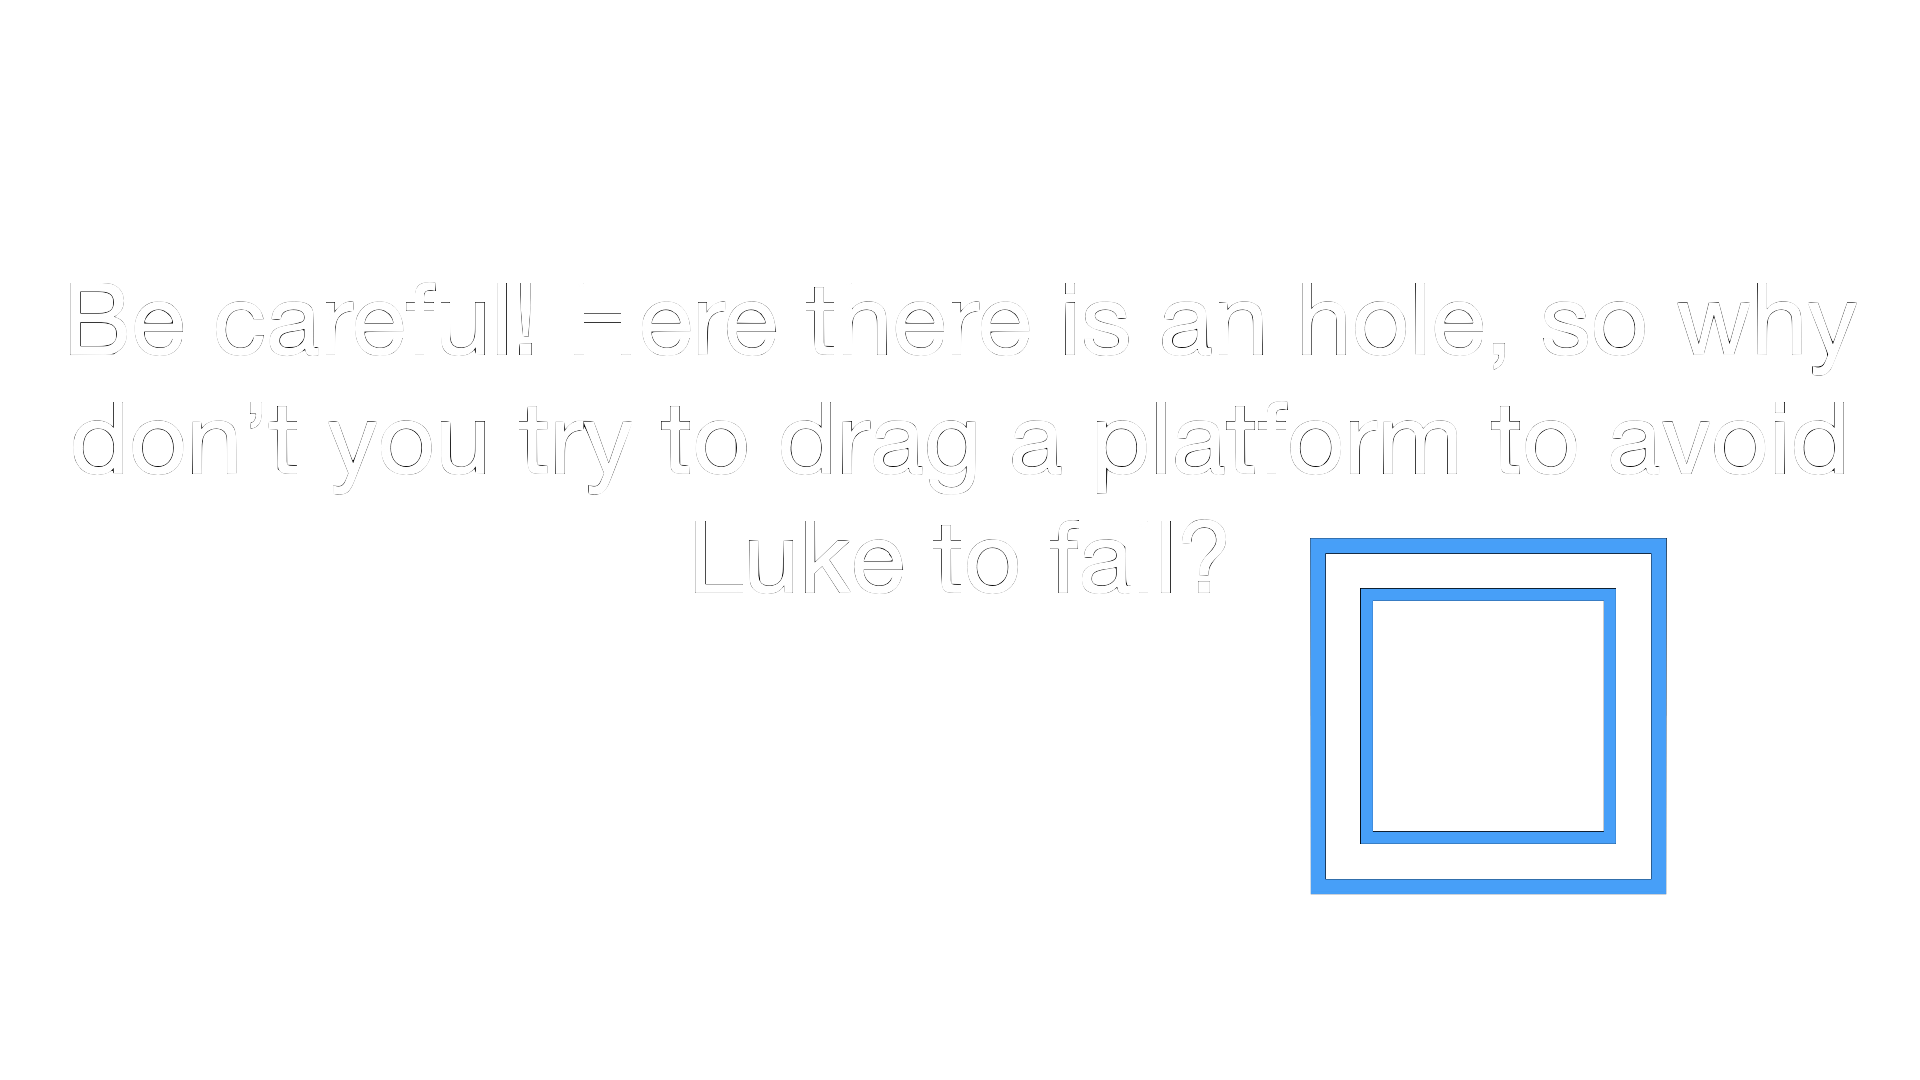 Be careful! Here there is an hole, so why
don’t you try to drag a platform to avoid
Luke to fall?